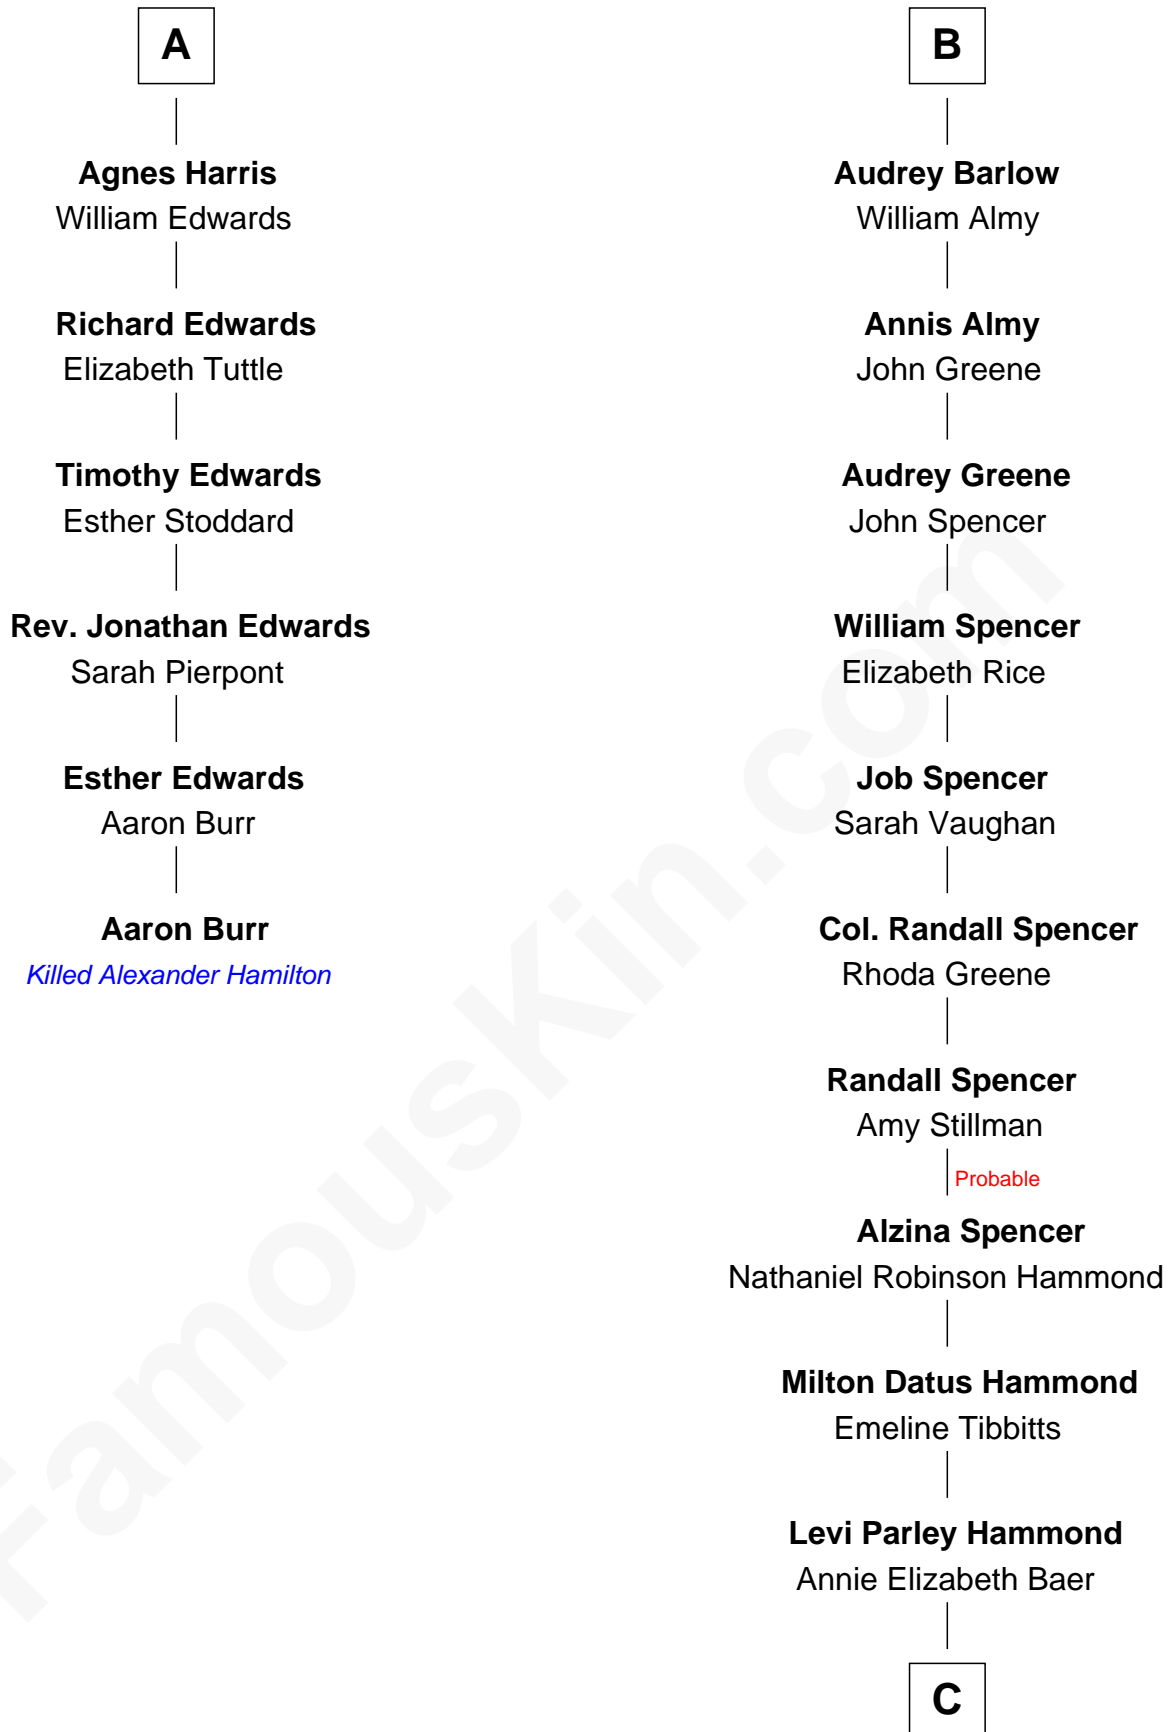 A
Agnes Harris
William Edwards
Richard Edwards
Elizabeth Tuttle
Timothy Edwards
Esther Stoddard
Rev. Jonathan Edwards
Sarah Pierpont
Esther Edwards
Aaron Burr
Aaron Burr
Killed Alexander Hamilton
B
Audrey Barlow
William Almy
Annis Almy
John Greene
Audrey Greene
John Spencer
William Spencer
Elizabeth Rice
Job Spencer
Sarah Vaughan
Col. Randall Spencer
Rhoda Greene
Randall Spencer
Amy Stillman
Probable
Alzina Spencer
Nathaniel Robinson Hammond
Milton Datus Hammond
Emeline Tibbitts
Levi Parley Hammond
Annie Elizabeth Baer
C
FamousKin.com